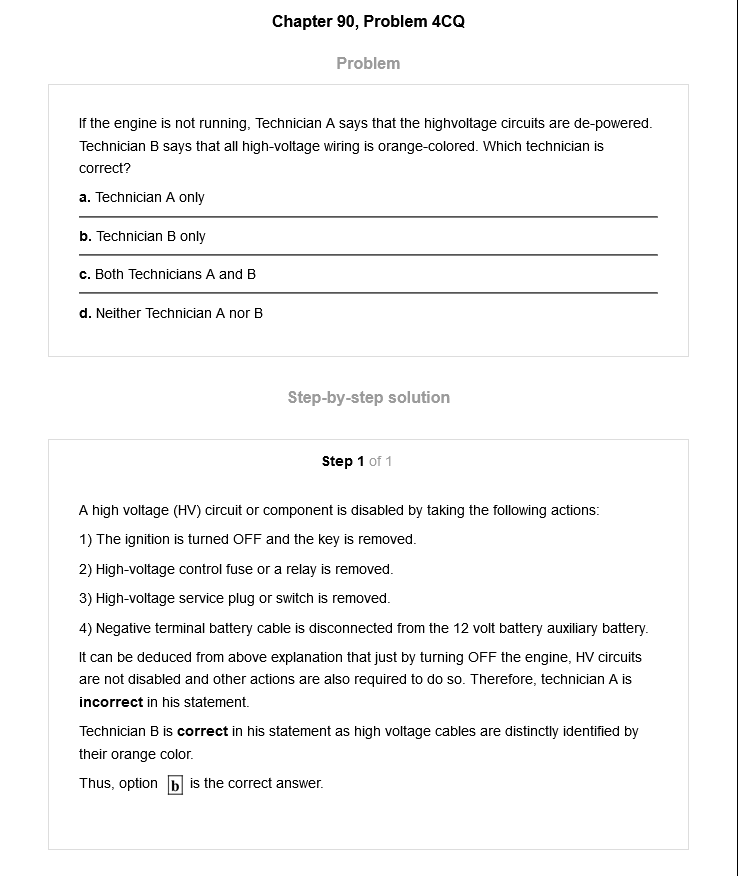 Chapter 90, Problem 4CQ
Problem
If the engine is not running, Technician A says that the highvoltage circuits are de-powered.
Technician B says that all high-voltage wiring is orange-colored. Which technician is
correct?
a. Technician A only
b. Technician B only
c. Both Technicians A and B
d. Neither Technician A nor B
Step-by-step solution
Step 1 of 1
A high voltage (HV) circuit or component is disabled by taking the following actions:
1) The ignition is turned OFF and the key is removed.
2) High-voltage control fuse or a relay is removed.
3) High-voltage service plug or switch is removed.
4) Negative terminal battery cable is disconnected from the 12 volt battery auxiliary battery.
It can be deduced from above explanation that just by turning OFF the engine, HV circuits
are not disabled and other actions are also required to do so. Therefore, technician A is
incorrect in his statement.
Technician B is correct in his statement as high voltage cables are distinctly identified by
their orange color.
Thus, option b is the correct answer.